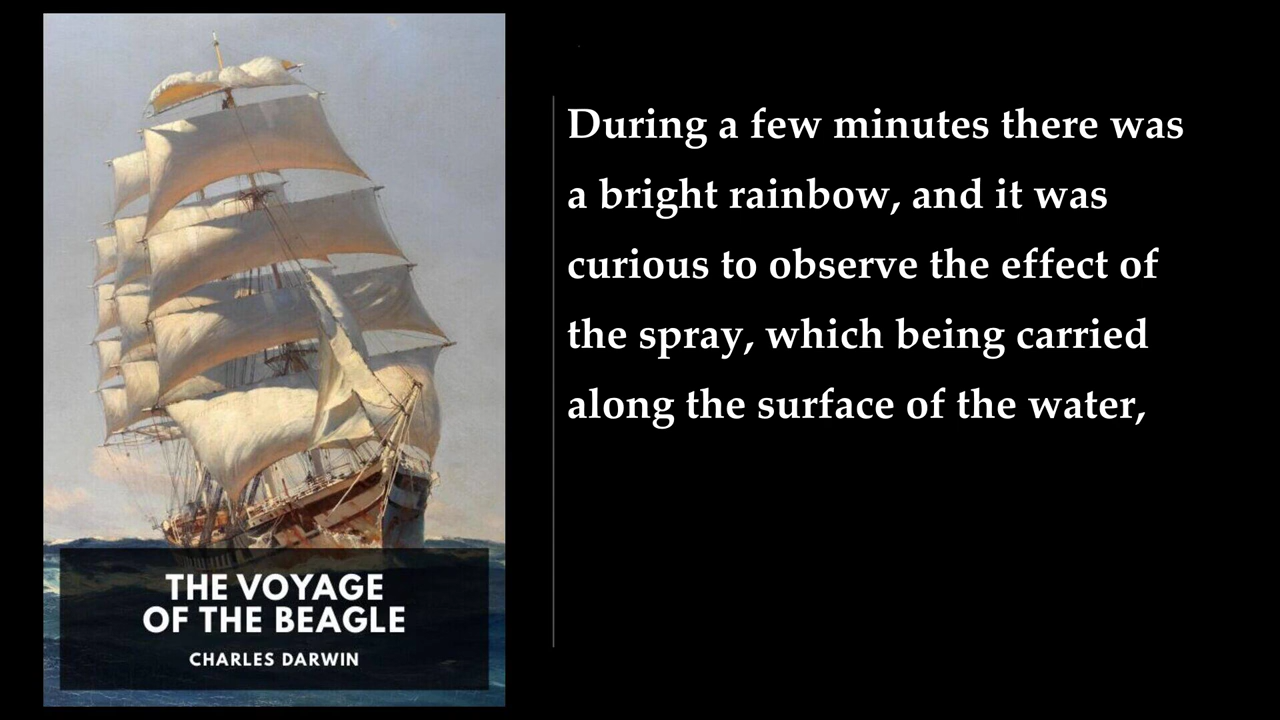 During a few minutes there was
a bright rainbow, and it was
curious to observe the effect of
the spray, which being carried
along the surface of the water,
THE VOYAGE
OF THE BEAGLE
CHARLES DARWIN